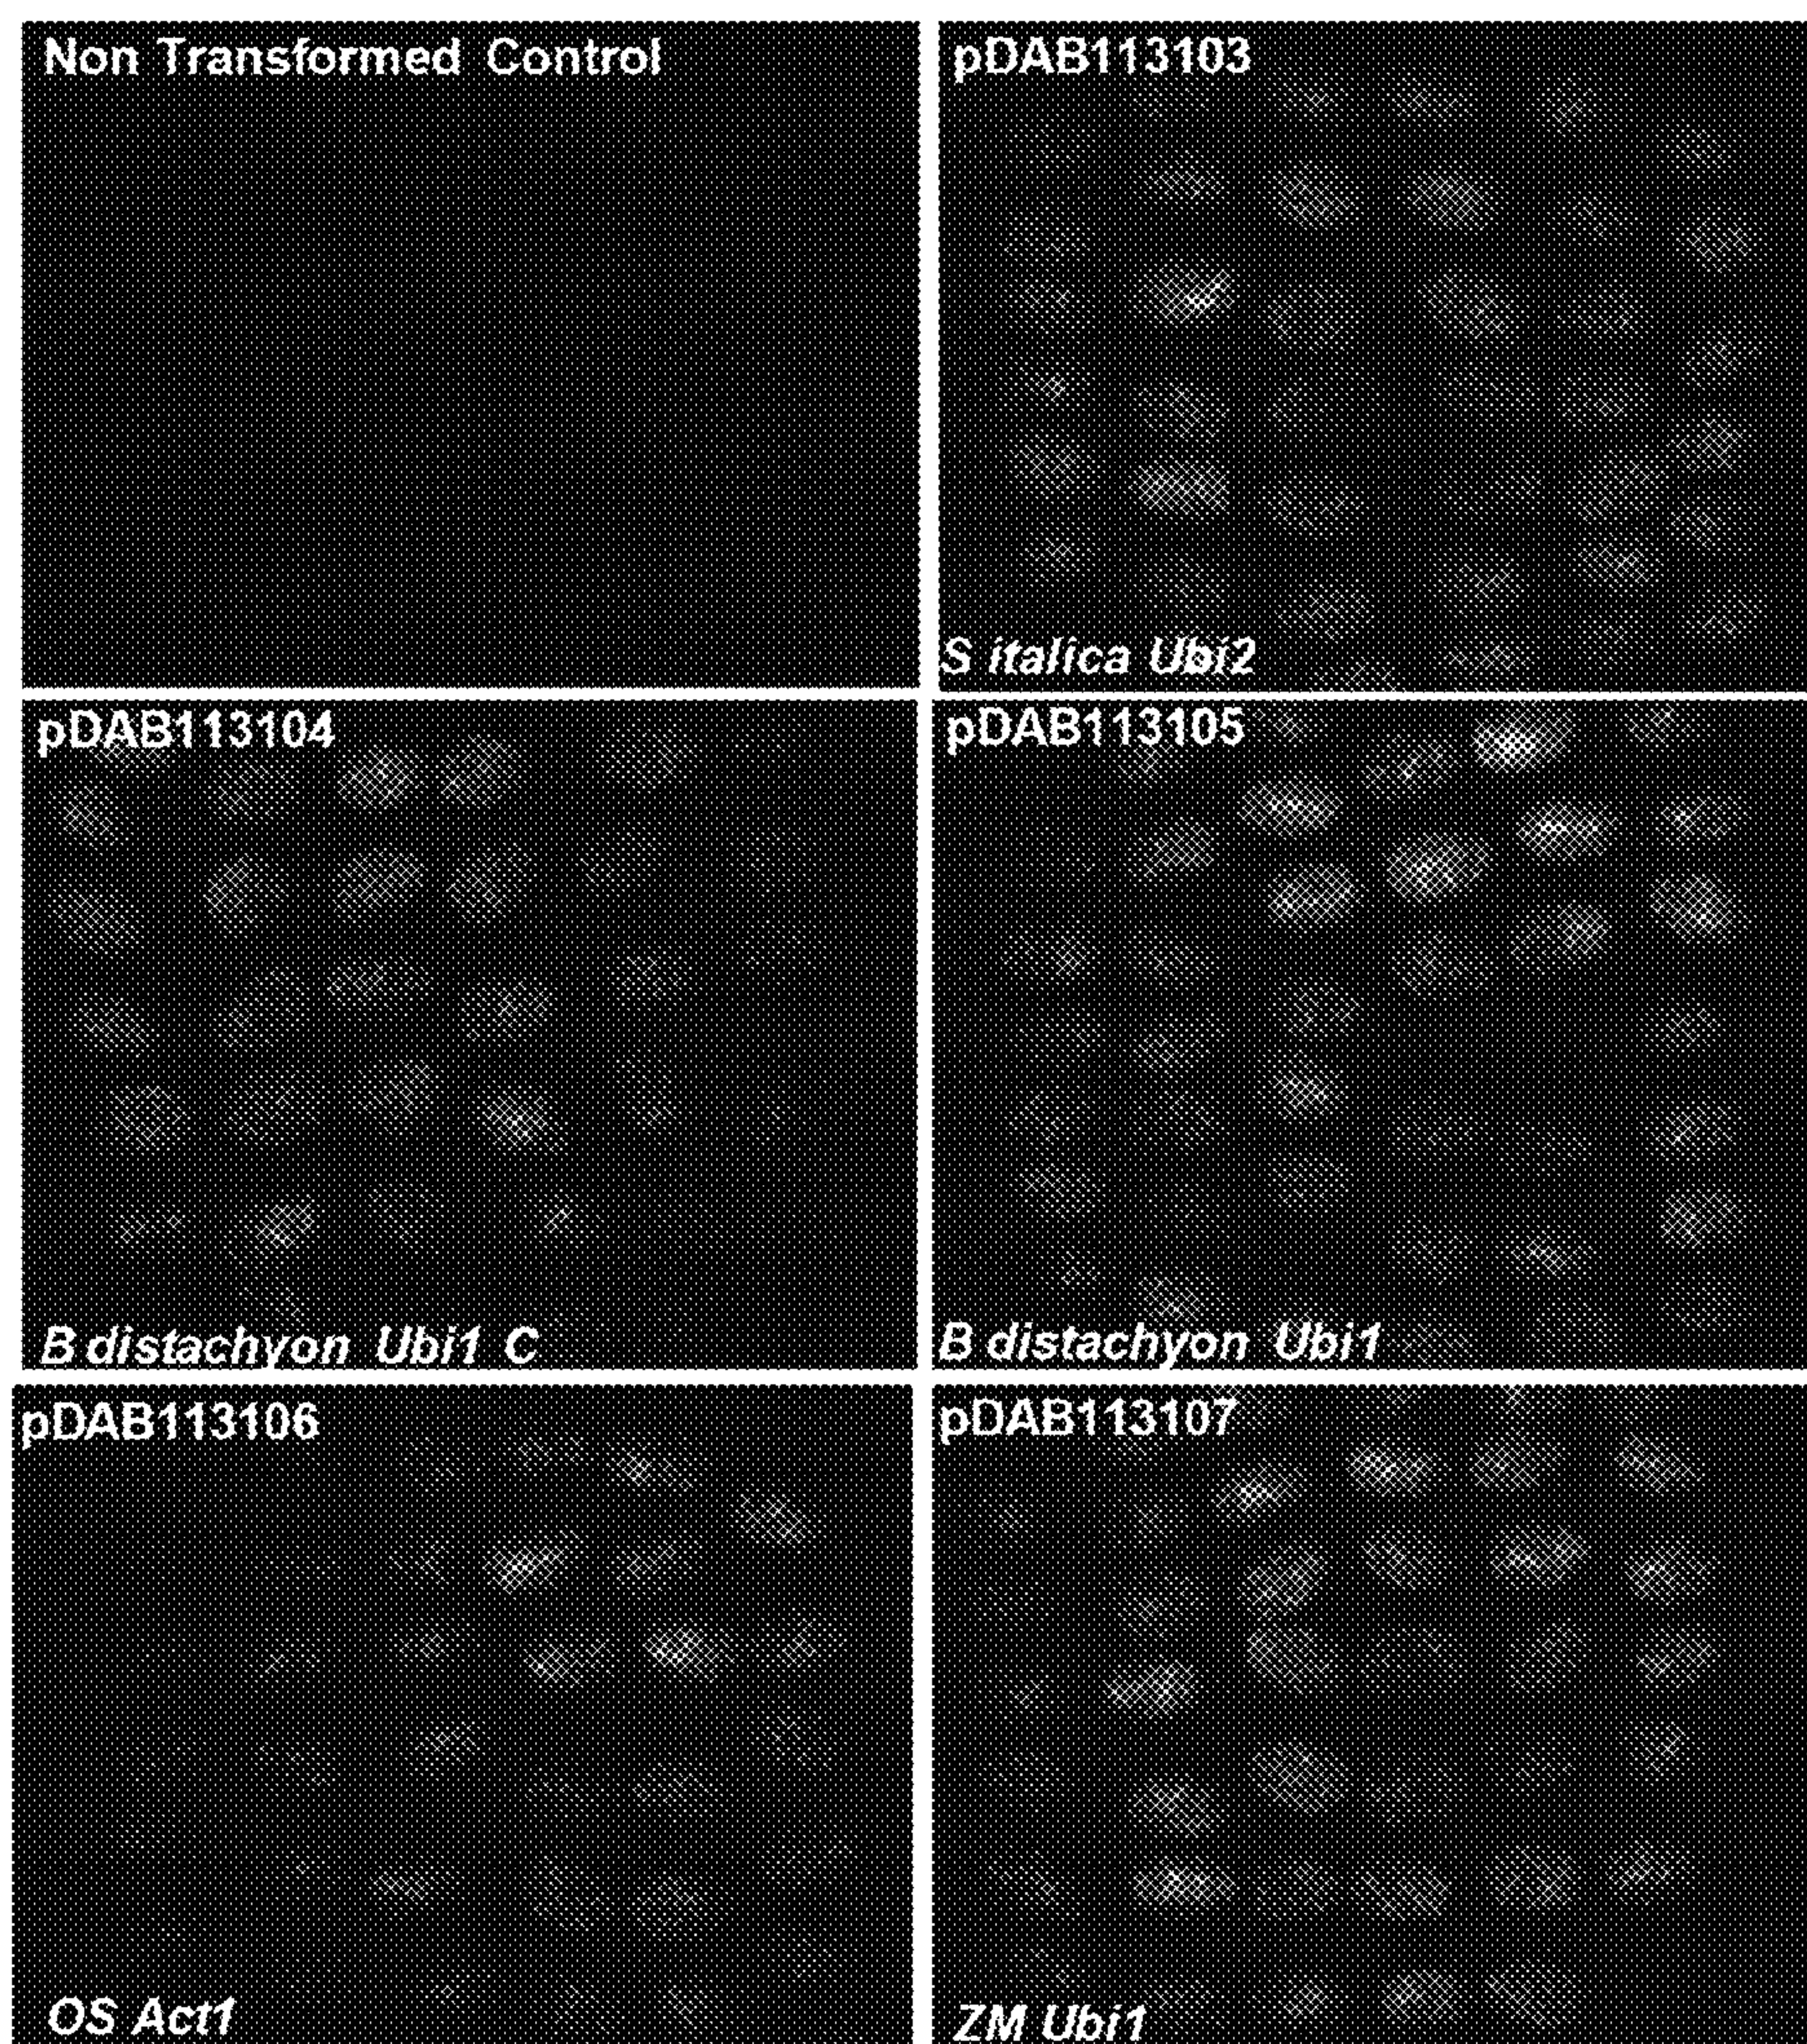 Non Transformed Control
pDAB113103
S italica Ubi2
pDAB113104
B distachyon Ubi1 C
pDAB113105
B distachyon Ubi1
pDAB113106
OS Act1
pDAB113107
ZM Ubi1